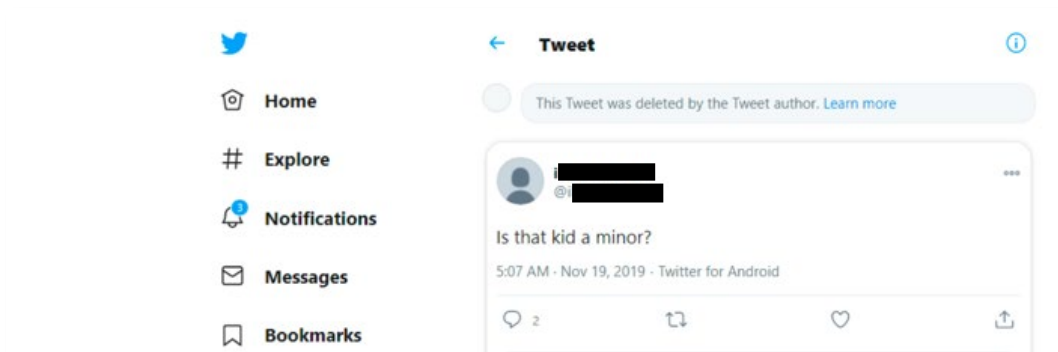 Tweet
Home
This Tweet was deleted by the Tweet author. Learn more
Explore
3
Notifications
Is that kid a minor?
5:07 AM · Nov 19, 2019 · Twitter for Android
Messages
2
Bookmarks